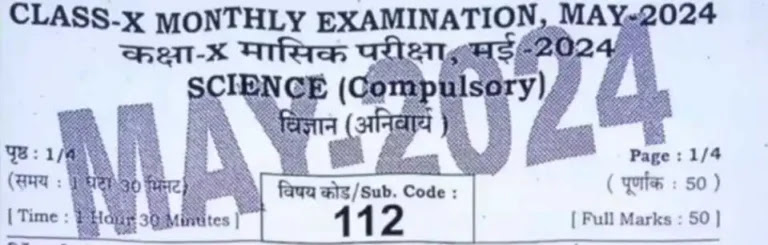 CLASS-X MONTHLY EXAMINATION, MAY-2024
कक्षा-X मासिक परीक्षा, मई -2024
SCIENCE (Compulsory)
विज्ञान (अनिवार्य )
MAY-2024
पृष्ठ : 1/4
Page : 1/4
(समय : 1 घंटा 30 मिनट)
विषय कोड/Sub. Code :
( पूर्णांक : 50 )
[ Time : 1 Hour 30 Minutes ]
112
[ Full Marks : 50 ]